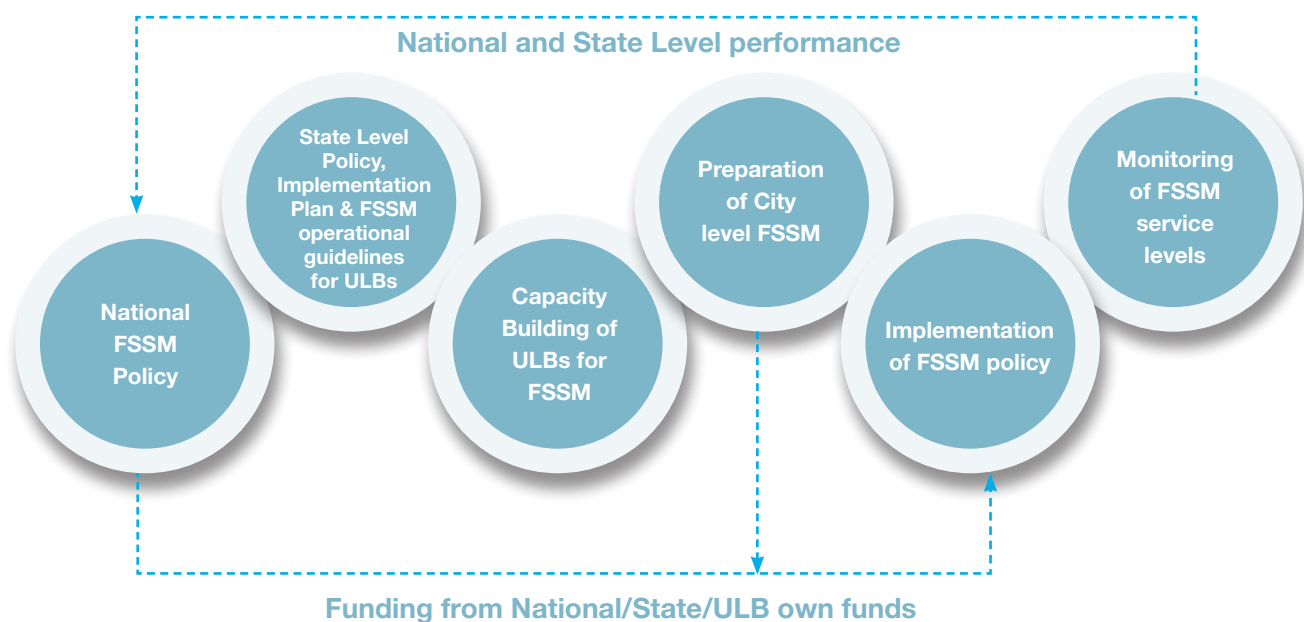 National and State Level performance
National
FSSM
Policy
State Level
Policy,
Implementation
Plan & FSSM
operational
guidelines
for ULBs
Capacity
Building of
ULBs for
FSSM
Preparation
of City
level FSSM
Implementation
of FSSM policy
Monitoring
of FSSM
service
levels
Funding from National/State/ULB own funds